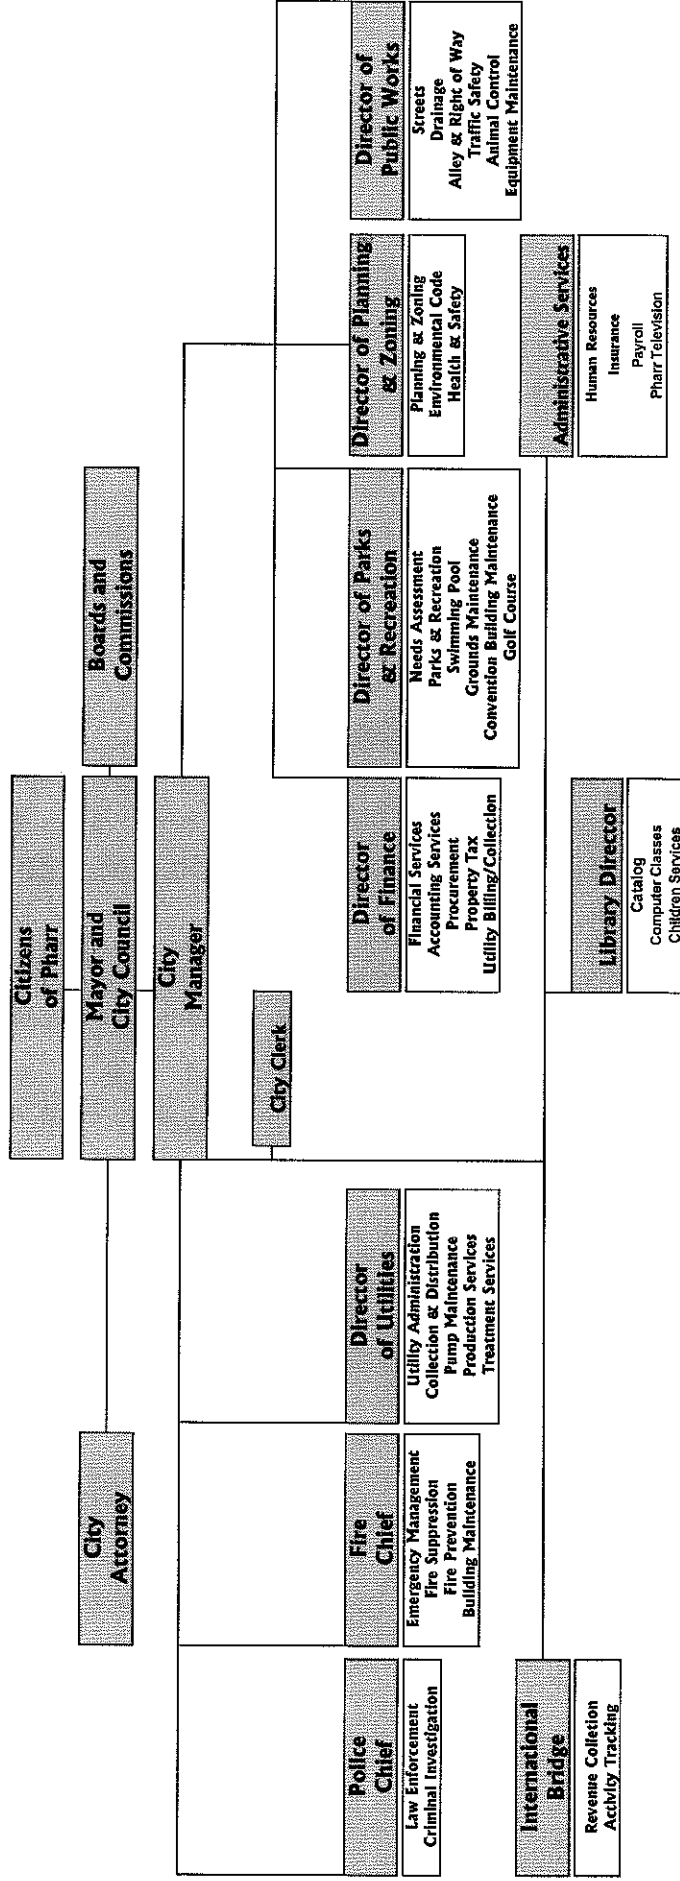 Citizens
of Pharr
City
Attorney
Mayor and
City Council
Boards and
Commissions
City
Manager
City Clerk
Police
Chief
Law Enforcement
Criminal Investigation
Fire
Chief
Emergency Management
Fire Suppression
Fire Prevention
Building Maintenance
Director
of Utilities
Utility Administration
Collection & Distribution
Pump Maintenance
Production Services
Treatment Services
Director
of Finance
Financial Services
Accounting Services
Procurement
Property Tax
Utility Billing/Collection
Director of Parks
& Recreation
Needs Assessment
Parks & Recreation
Swimming Pool
Grounds Maintenance
Convention Building Maintenance
Golf Course
Director of Planning
& Zoning
Planning & Zoning
Environmental Code
Health & Safety
Director of
Public Works
Streets
Drainage
Alley & Right of Way
Traffic Safety
Animal Control
Equipment Maintenance
International
Bridge
Revenue Colletion
Activity Tracking
Library Director
Catalog
Computer Classes
Children Services
Administrative Services
Human Resources
Insurance
Payroll
Pharr Television